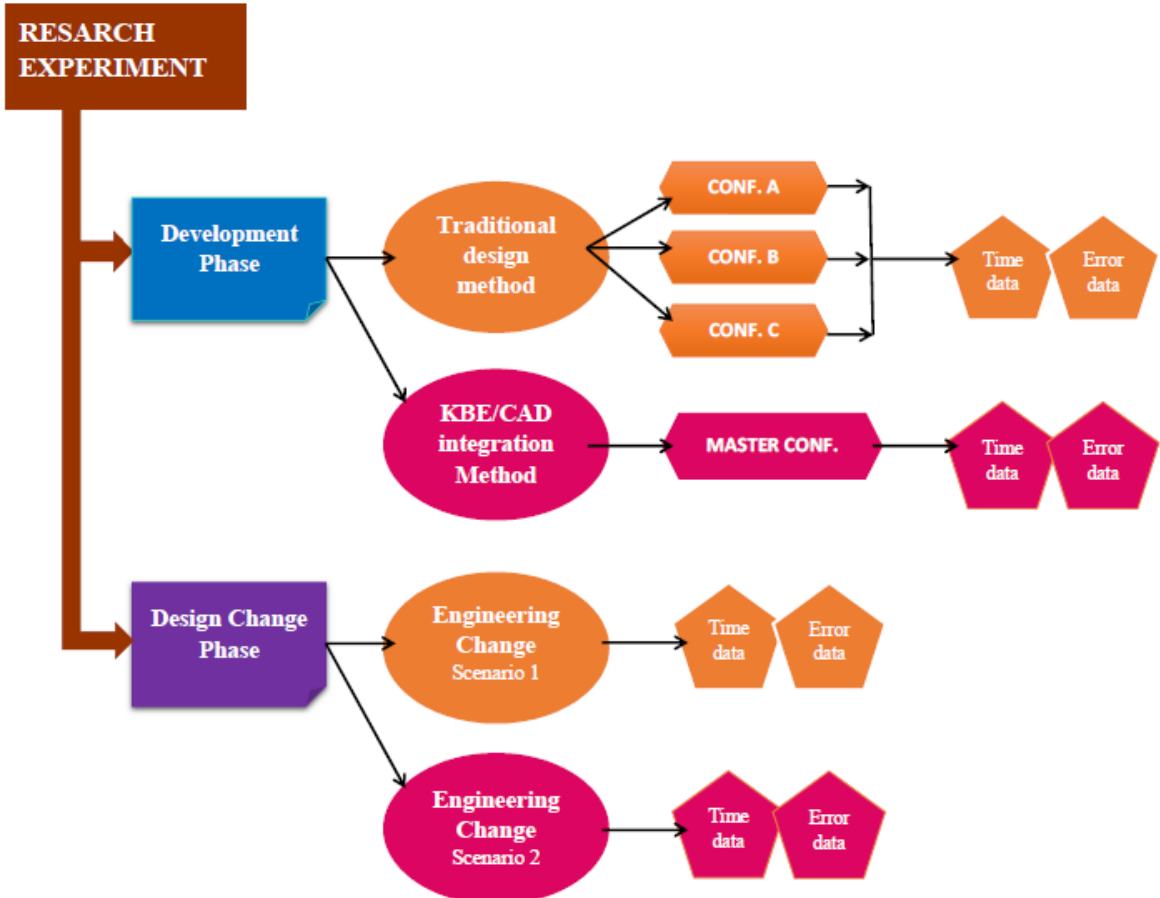 RESARCH
EXPERIMENT
Development
Phase
Traditional
design
method
CONF. A
CONF. B
CONF. C
Time
data
Error
data
KBE/CAD
integration
Method
MASTER CONF.
Time
data
Error
data
Design Change
Phase
Engineering
Change
Scenario 1
Time
data
Error
data
Engineering
Change
Scenario 2
Time
data
Error
data